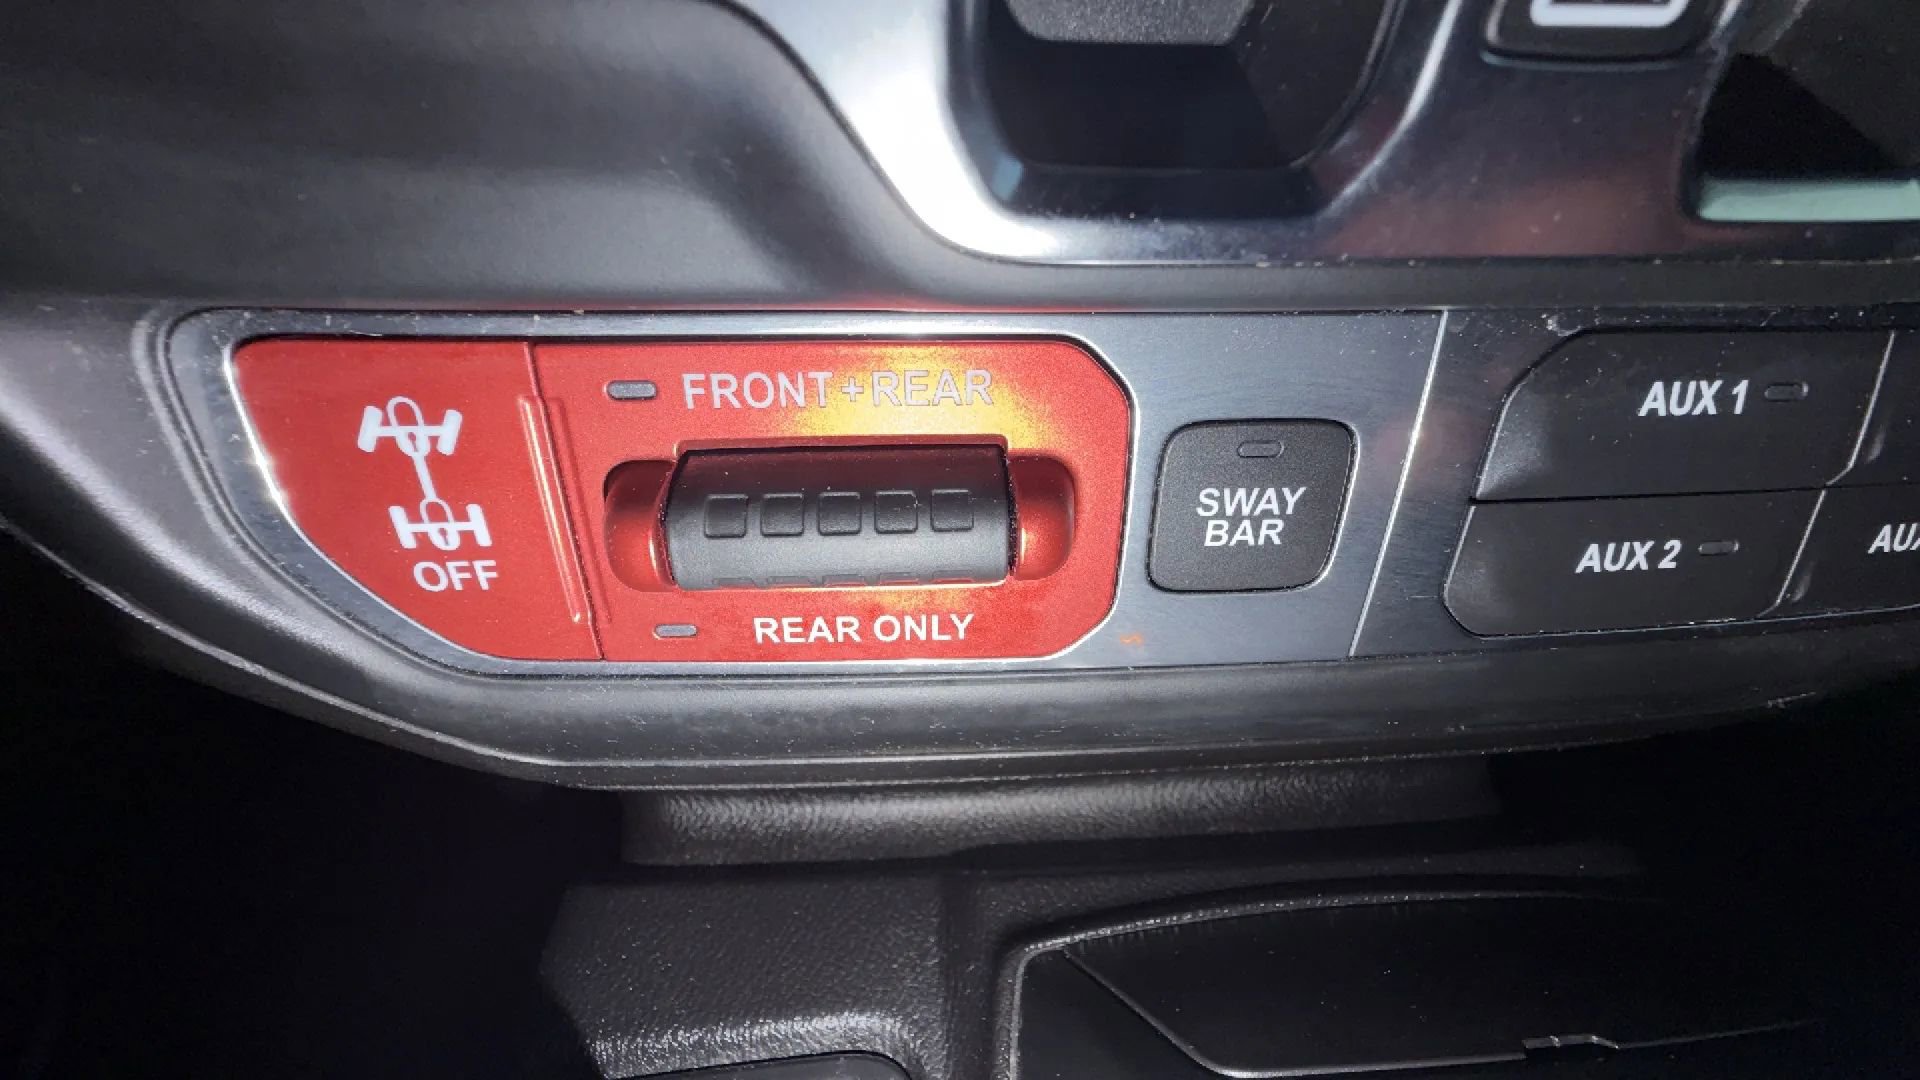 FRONT+REAR
OFF
REAR ONLY
SWAY
BAR
AUX 1
AUX 2